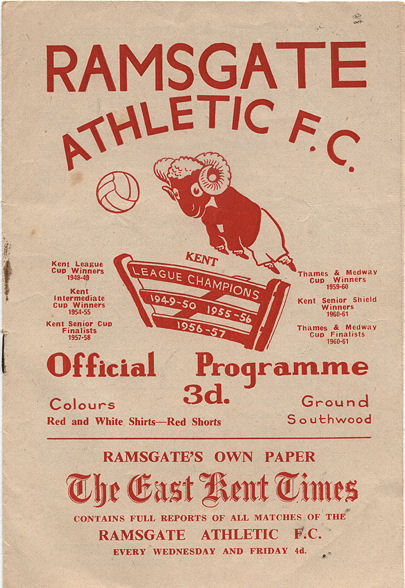 RAMSGATE
ATHLETIC F.C.
KENT
LEAGUE CHAMPIONS
1949-50 1955-56
1956-57
Kent League
Cup Winners
1948-49
Kent
Intermediate
Cup Winners
1954-55
Kent Senior Cup
Finalists
1957-58
Thames & Medway
Cup Winners
1959-60
Kent Senior Shield
Winners
1960-61
Thames & Medway
Cup Finalists
1960-61
Official Programme
3d.
Colours
Red and White Shirts—Red Shorts
Ground
Southwood
RAMSGATE'S OWN PAPER
The East Kent Times
CONTAINS FULL REPORTS OF ALL MATCHES OF THE
RAMSGATE ATHLETIC F.C.
EVERY WEDNESDAY AND FRIDAY 4d.